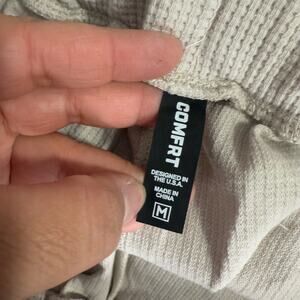 COMFRT
DESIGNED IN
THE U.S.A.
MADE IN
CHINA
M